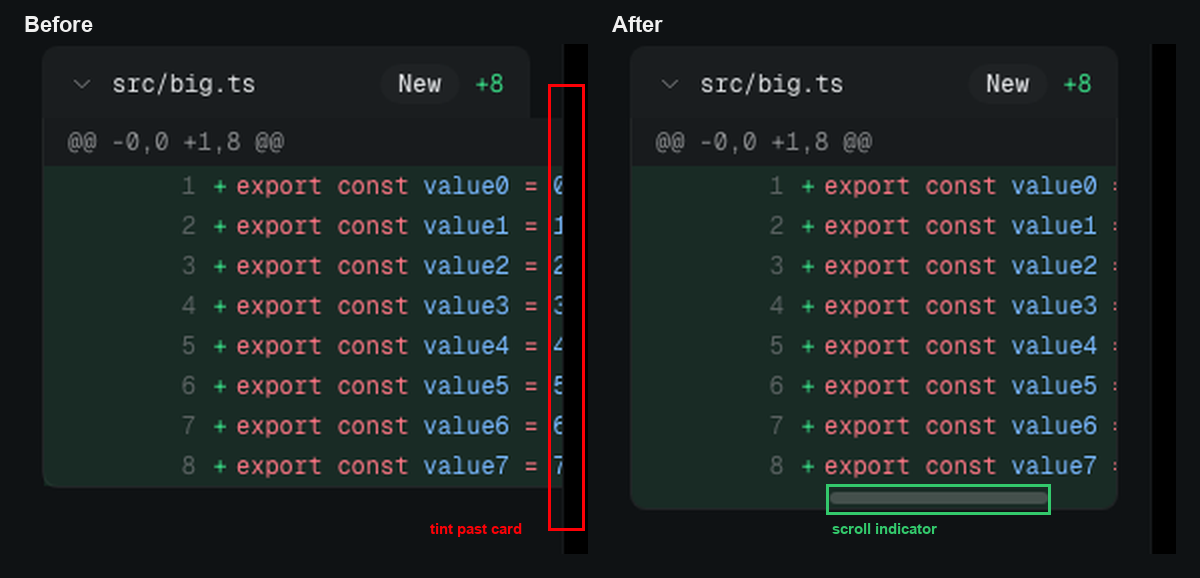 Before
src/big.ts New +8
@@ -0,0 +1,8 @@
1 + export const value0 = 0
2 + export const value1 = 1
3 + export const value2 = 2
4 + export const value3 = 3
5 + export const value4 = 4
6 + export const value5 = 5
7 + export const value6 = 6
8 + export const value7 = 7
tint past card
After
src/big.ts New +8
@@ -0,0 +1,8 @@
1 + export const value0 =
2 + export const value1 =
3 + export const value2 =
4 + export const value3 =
5 + export const value4 =
6 + export const value5 =
7 + export const value6 =
8 + export const value7 =
scroll indicator